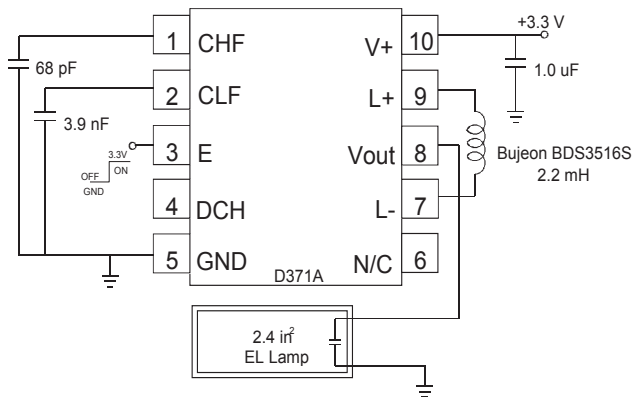 1 CHF
2 CLF
3 E
4 DCH
5 GND
V+ 10
L+ 9
Vout 8
L- 7
N/C 6
D371A
68 pF
3.9 nF
3.3V
OFF ON
GND
+3.3 V
1.0 uF
Bujeon BDS3516S
2.2 mH
2.4 in²
EL Lamp